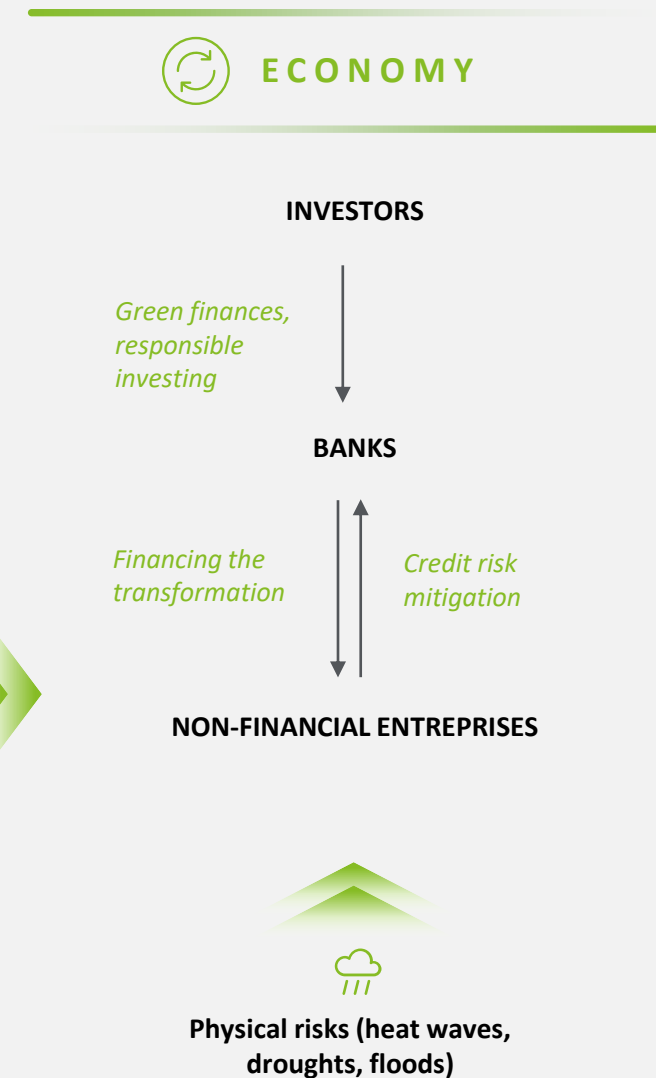 ECONOMY
INVESTORS
Green finances,
responsible
investing
BANKS
Financing the
transformation
Credit risk
mitigation
NON-FINANCIAL ENTREPRISES
Physical risks (heat waves,
droughts, floods)